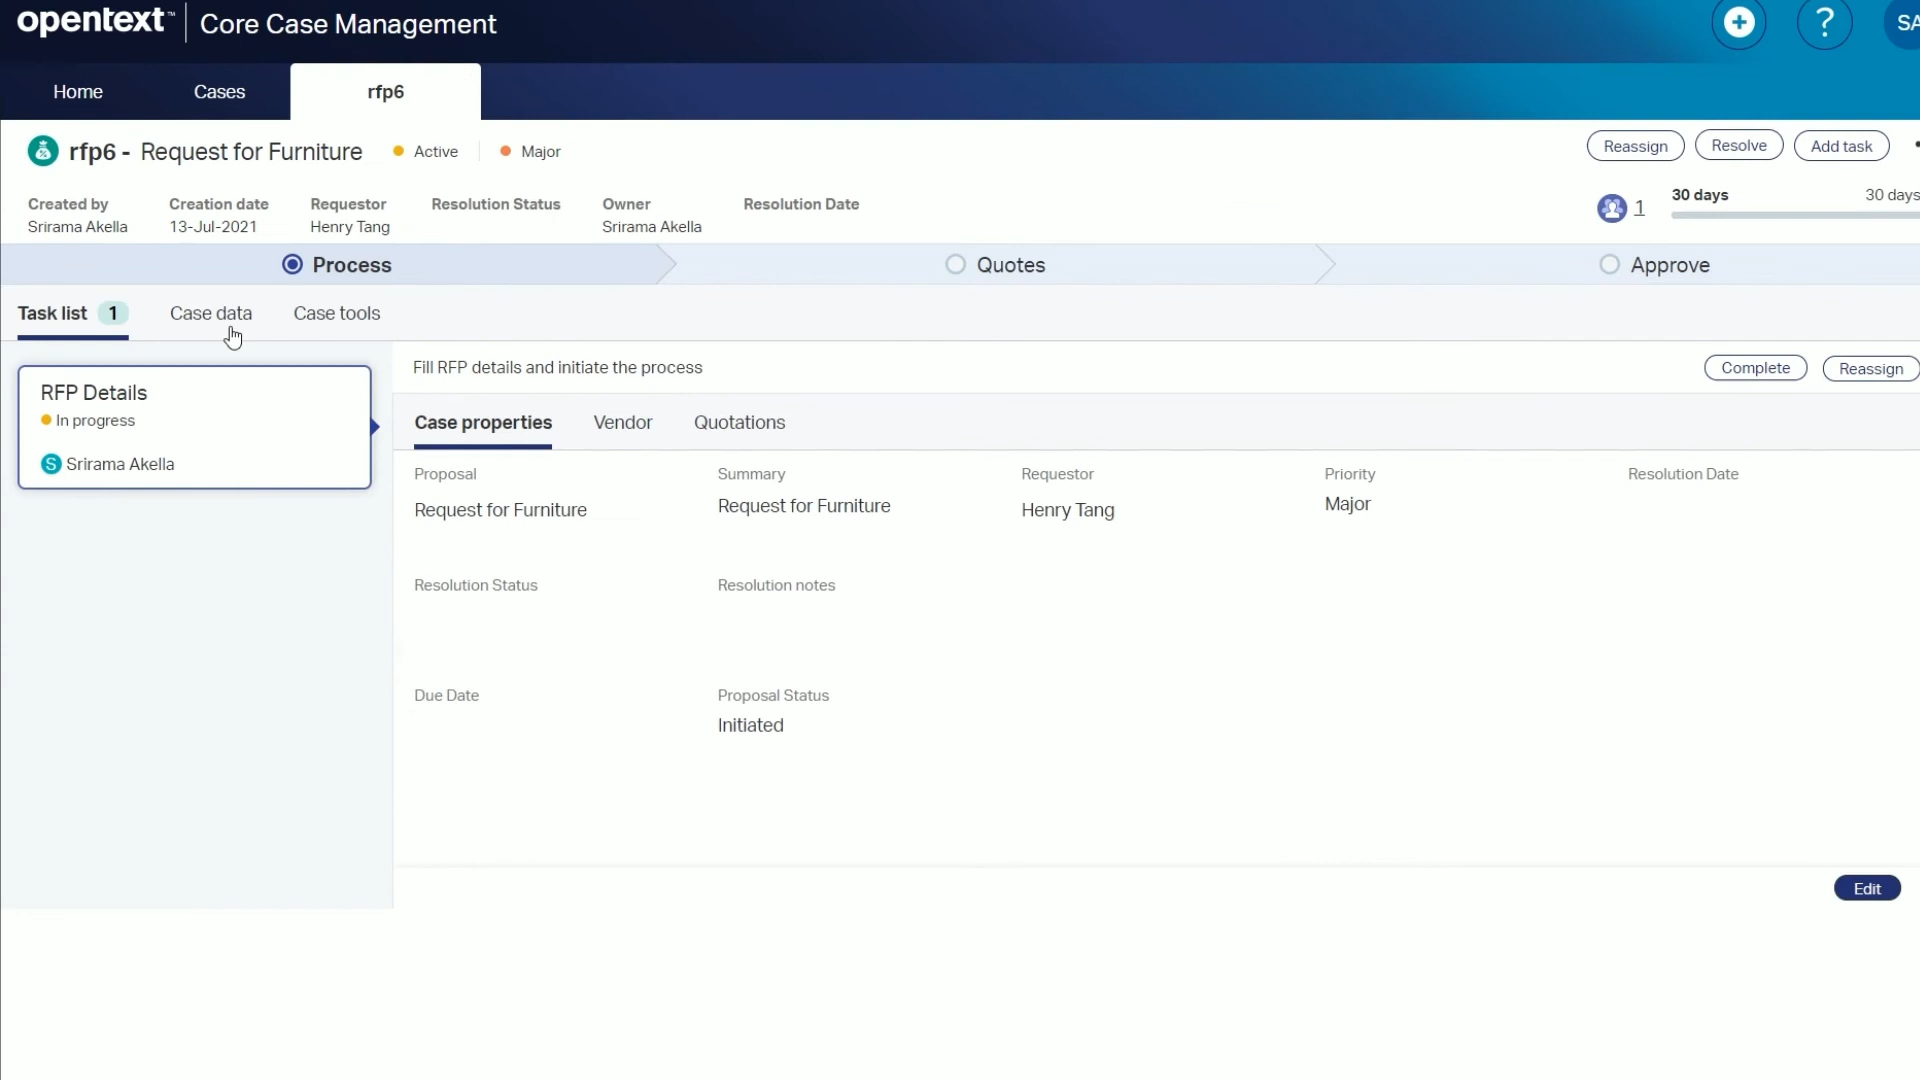 opentext™ | Core Case Management
? SA
Home Cases rfp6
rfp6 - Request for Furniture Active Major
Reassign Resolve Add task
Created by Creation date Requestor Resolution Status Owner Resolution Date
Srirama Akella 13-Jul-2021 Henry Tang Srirama Akella
1 30 days 30 days
Process Quotes Approve
Task list 1 Case data Case tools
RFP Details
In progress
S Srirama Akella
Fill RFP details and initiate the process Complete Reassign
Case properties Vendor Quotations
Proposal Summary Requestor Priority Resolution Date
Request for Furniture Request for Furniture Henry Tang Major
Resolution Status Resolution notes
Due Date Proposal Status
Initiated
Edit